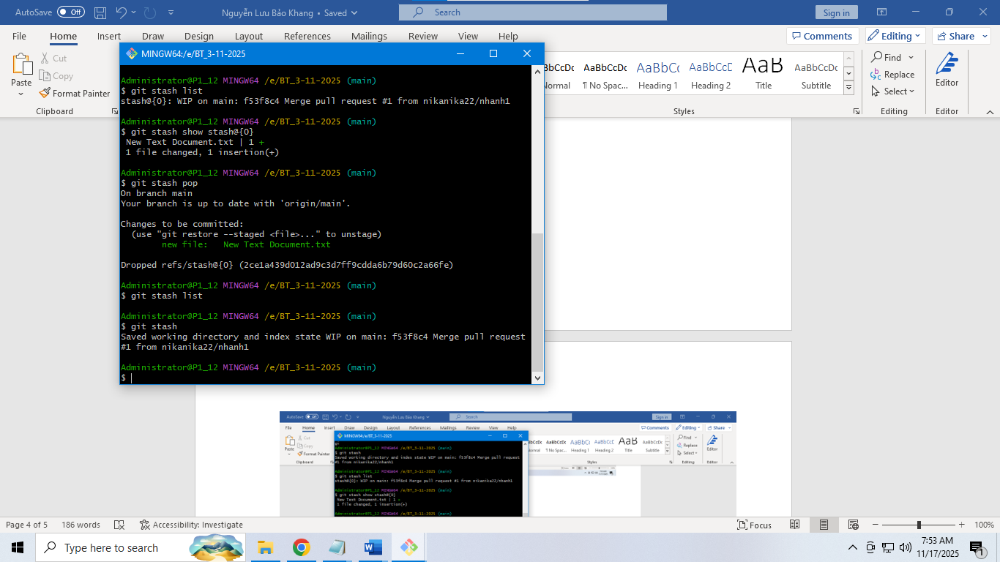 AutoSave Off Nguyễn Lưu Bảo Khang • Saved Search Sign in
File Home Insert Draw Design Layout References Mailings Review View Help Comments Editing Share
Paste
Cut
Copy
Format Painter
Clipboard
AaBbCcDc AaBbC AaBbCcC AaB AaBbCcDc
Normal ¶ No Spac... Heading 1 Heading 2 Title Subtitle
Styles
Find
Replace
Select
Editing
Editor
Editor
MINGW64:/e/BT_3-11-2025
Administrator@P1_12 MINGW64 /e/BT_3-11-2025 (main)
$ git stash list
stash@{0}: WIP on main: f53f8c4 Merge pull request #1 from nikanika22/nhanh1
Administrator@P1_12 MINGW64 /e/BT_3-11-2025 (main)
$ git stash show stash@{0}
New Text Document.txt | 1 +
1 file changed, 1 insertion(+)
Administrator@P1_12 MINGW64 /e/BT_3-11-2025 (main)
$ git stash pop
On branch main
Your branch is up to date with 'origin/main'.
Changes to be committed:
(use "git restore --staged <file>..." to unstage)
new file: New Text Document.txt
Dropped refs/stash@{0} (2ce1a439d012ad9c3d7ff9cdda6b79d60c2a66fe)
Administrator@P1_12 MINGW64 /e/BT_3-11-2025 (main)
$ git stash list
Administrator@P1_12 MINGW64 /e/BT_3-11-2025 (main)
$ git stash
Saved working directory and index state WIP on main: f53f8c4 Merge pull request
#1 from nikanika22/nhanh1
Administrator@P1_12 MINGW64 /e/BT_3-11-2025 (main)
$
AutoSave Off Nguyễn Lưu Bảo Khang Search Sign in
File Home Insert Draw Design Layout References Mailings Review View Help Comments Editing Share
Paste
Cut
Copy
Format Painter
Clipboard
Normal ¶ No Spac... Heading 1 Heading 2 Title Subtitle
Styles
Find
Replace
Select
Editing
Editor
Editor
MINGW64:/e/BT_3-11-2025
Administrator@P1_12 MINGW64 /e/BT_3-11-2025 (main)
$ git stash
Saved working directory and index state WIP on main: f53f8c4 Merge pull request
#1 from nikanika22/nhanh1
Administrator@P1_12 MINGW64 /e/BT_3-11-2025 (main)
$ git stash list
stash@{0}: WIP on main: f53f8c4 Merge pull request #1 from nikanika22/nhanh1
Administrator@P1_12 MINGW64 /e/BT_3-11-2025 (main)
$ git stash show stash@{0}
New Text Document.txt | 1 +
1 file changed, 1 insertion(+)
Administrator@P1_12 MINGW64 /e/BT_3-11-2025 (main)
Page 4 of 5 186 words Accessibility: Investigate Focus 100%
Type here to search
7:53 AM
11/17/2025
1